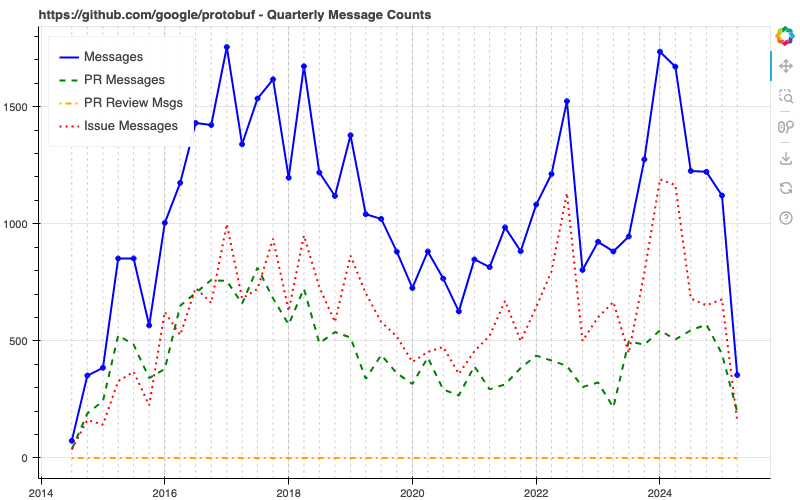 https://github.com/google/protobuf - Quarterly Message Counts
Messages
PR Messages
PR Review Msgs
Issue Messages
1500
1000
500
0
2014
2016
2018
2020
2022
2024